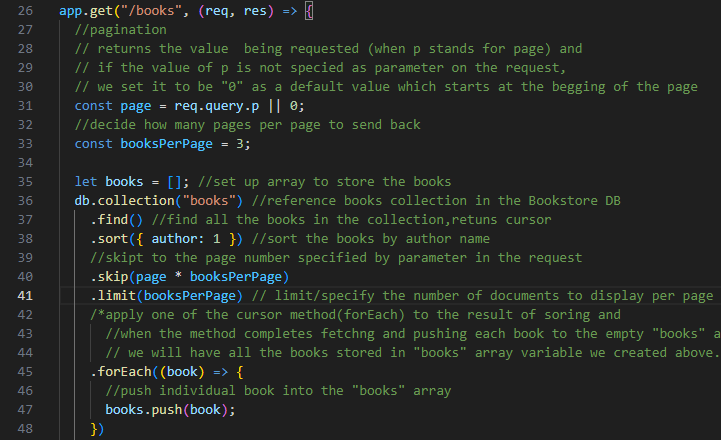 26 app.get("/books", (req, res) => {
27 //pagination
28 // returns the value  being requested (when p stands for page) and
29 // if the value of p is not specied as parameter on the request,
30 // we set it to be "0" as a default value which starts at the begging of the page
31 const page = req.query.p || 0;
32 //decide how many pages per page to send back
33 const booksPerPage = 3;
34
35 let books = []; //set up array to store the books
36 db.collection("books") //reference books collection in the Bookstore DB
37 .find() //find all the books in the collection,retuns cursor
38 .sort({ author: 1 }) //sort the books by author name
39 //skipt to the page number specified by parameter in the request
40 .skip(page * booksPerPage)
41 .limit(booksPerPage) // limit/specify the number of documents to display per page
42 /*apply one of the cursor method(forEach) to the result of soring and
43 //when the method completes fetchng and pushing each book to the empty "books" a
44 // we will have all the books stored in "books" array variable we created above.
45 .forEach((book) => {
46 //push individual book into the "books" array
47 books.push(book);
48 })